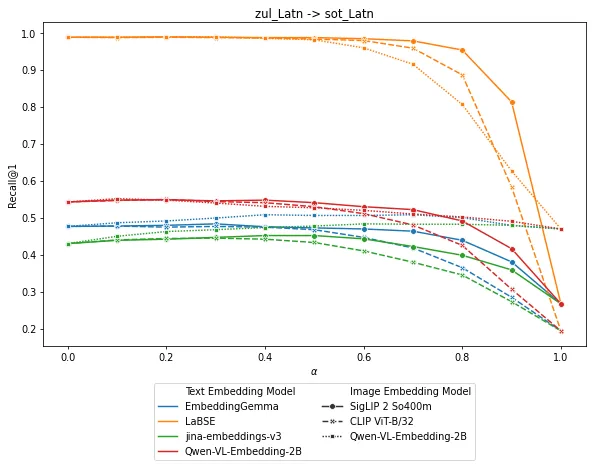 zul_Latn -> sot_Latn
Recall@1
1.0
0.9
0.8
0.7
0.6
0.5
0.4
0.3
0.2
0.0 0.2 0.4 0.6 0.8 1.0
α
Text Embedding Model Image Embedding Model
EmbeddingGemma SigLIP 2 So400m
LaBSE CLIP ViT-B/32
jina-embeddings-v3 Qwen-VL-Embedding-2B
Qwen-VL-Embedding-2B